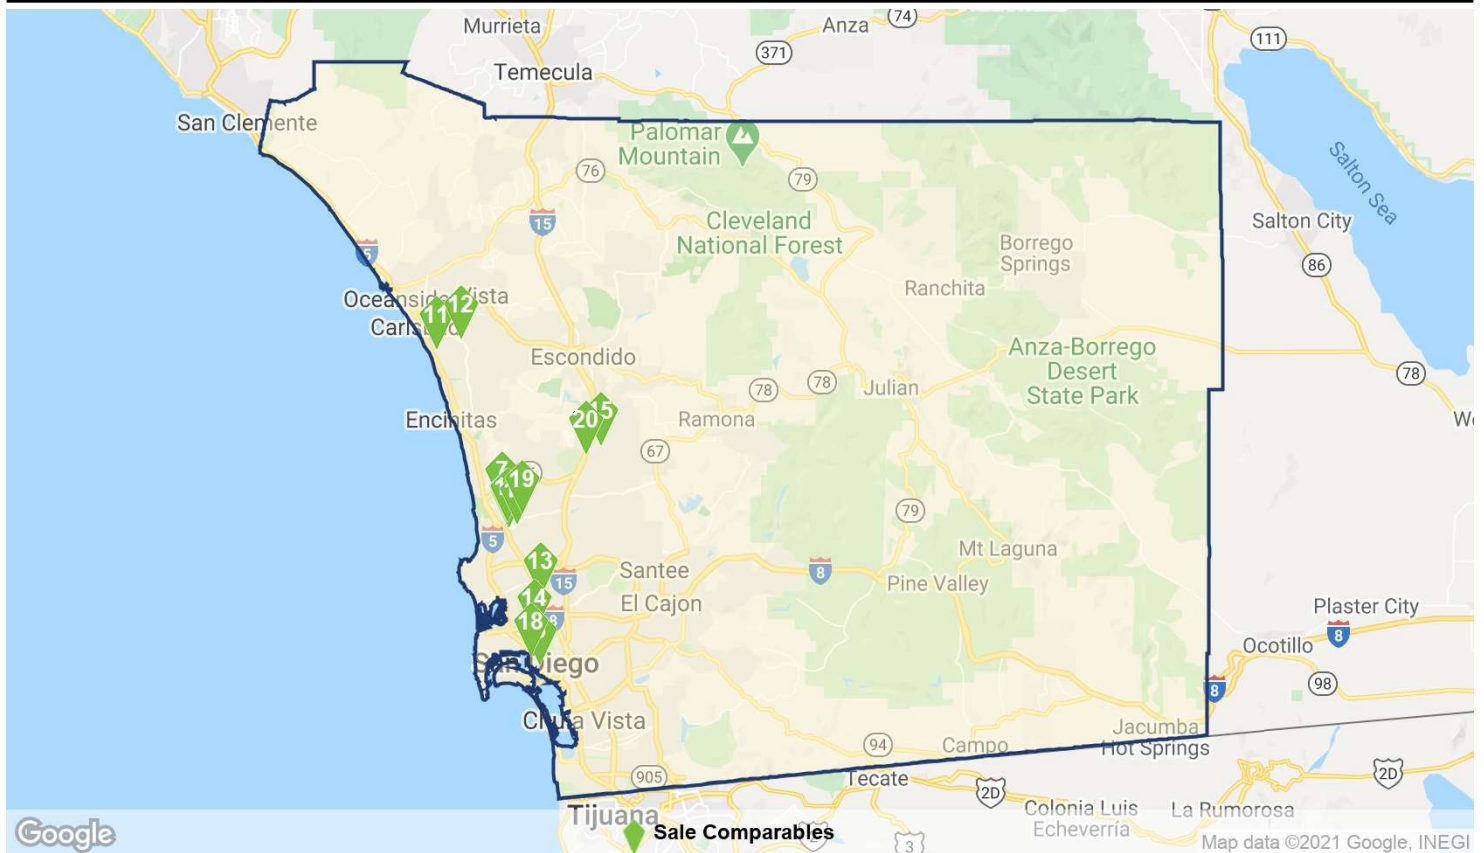 Murrieta
Anza
74
371
111
Temecula
San Clemente
Palomar
Mountain
76
79
15
Cleveland
National Forest
Salton Sea
Salton City
Borrego
Springs
5
86
Ranchita
Oceanside
Vista
12
11
Escondido
Anza-Borrego
Desert
State Park
78
78
78
Julian
Encinitas
20
15
Ramona
67
7
19
79
5
Mt Laguna
13
15
Santee
8
Pine Valley
14
El Cajon
8
Plaster City
18
8
Ocotillo
San Diego
98
8
Chula Vista
Jacumba
Hot Springs
94
Campo
905
Tecate
2D
2D
Colonia Luis
Echeverría
La Rumorosa
Tijuana
Google
Sale Comparables
3
Map data ©2021 Google, INEGI